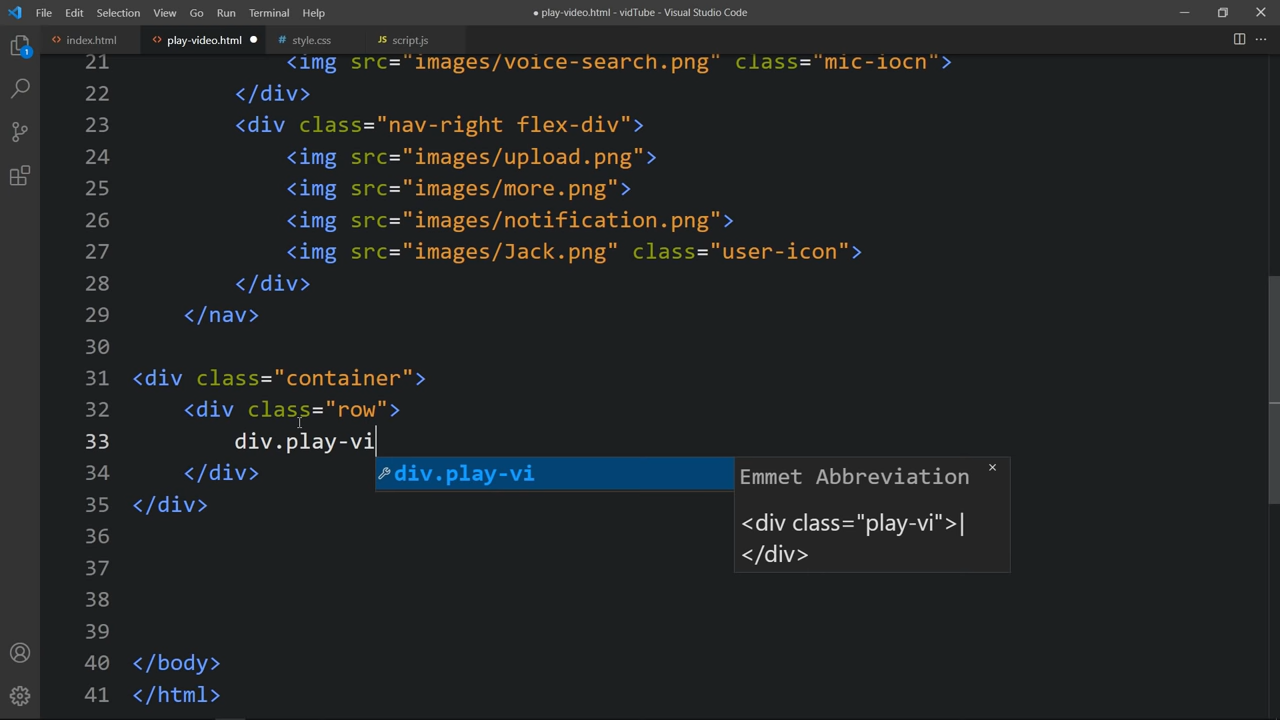 File Edit Selection View Go Run Terminal Help ● play-video.html - vidTube - Visual Studio Code
1 <> index.html <> play-video.html ● # style.css JS script.js ···
21 <img src="images/voice-search.png" class="mic-iocn">
22 </div>
23 <div class="nav-right flex-div">
24 <img src="images/upload.png">
25 <img src="images/more.png">
26 <img src="images/notification.png">
27 <img src="images/Jack.png" class="user-icon">
28 </div>
29 </nav>
30
31 <div class="container">
32 <div class="row">
33 div.play-vi
34 </div>
div.play-vi
Emmet Abbreviation ×
<div class="play-vi">|
</div>
35 </div>
36
37
38
39
40 </body>
41 </html>